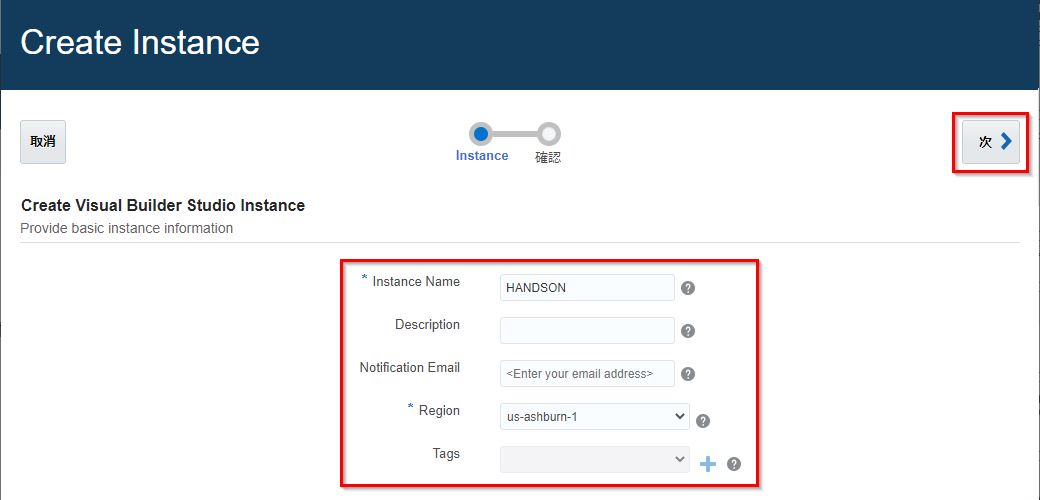 Create Instance
取消
次
Instance
確認
Create Visual Builder Studio Instance
Provide basic instance information
* Instance Name
HANDSON
?
Description
?
Notification Email
<Enter your email address>
?
* Region
us-ashburn-1
?
Tags
?